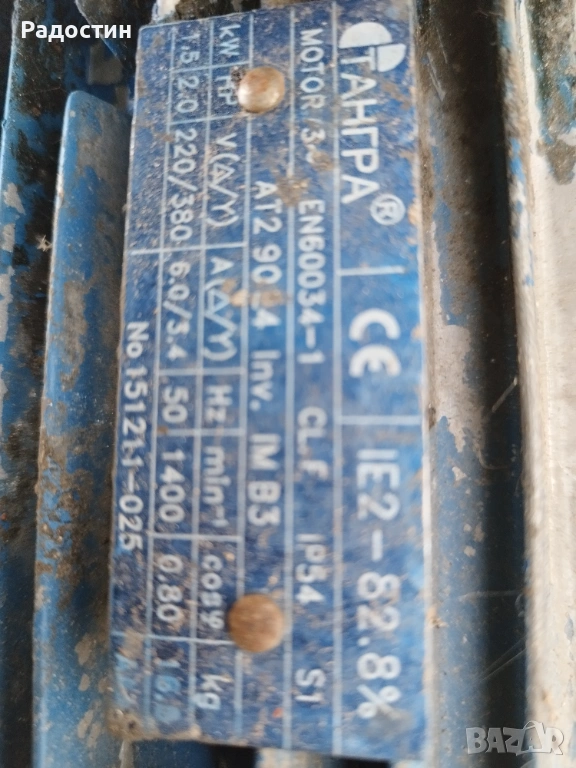 Радостин
ТАНГРА® CE IE2-82.8%
MOTOR 3~ EN60034-1 CL.F IP54 S1
AT2 90 4 Inv. IM B3
kW HP V(Δ/Y) A(Δ/Y) Hz min⁻¹ cosφ kg
1.5 2.0 220/380 6.0/3.4 50 1400 0.80
No 151211-025
BAZAR